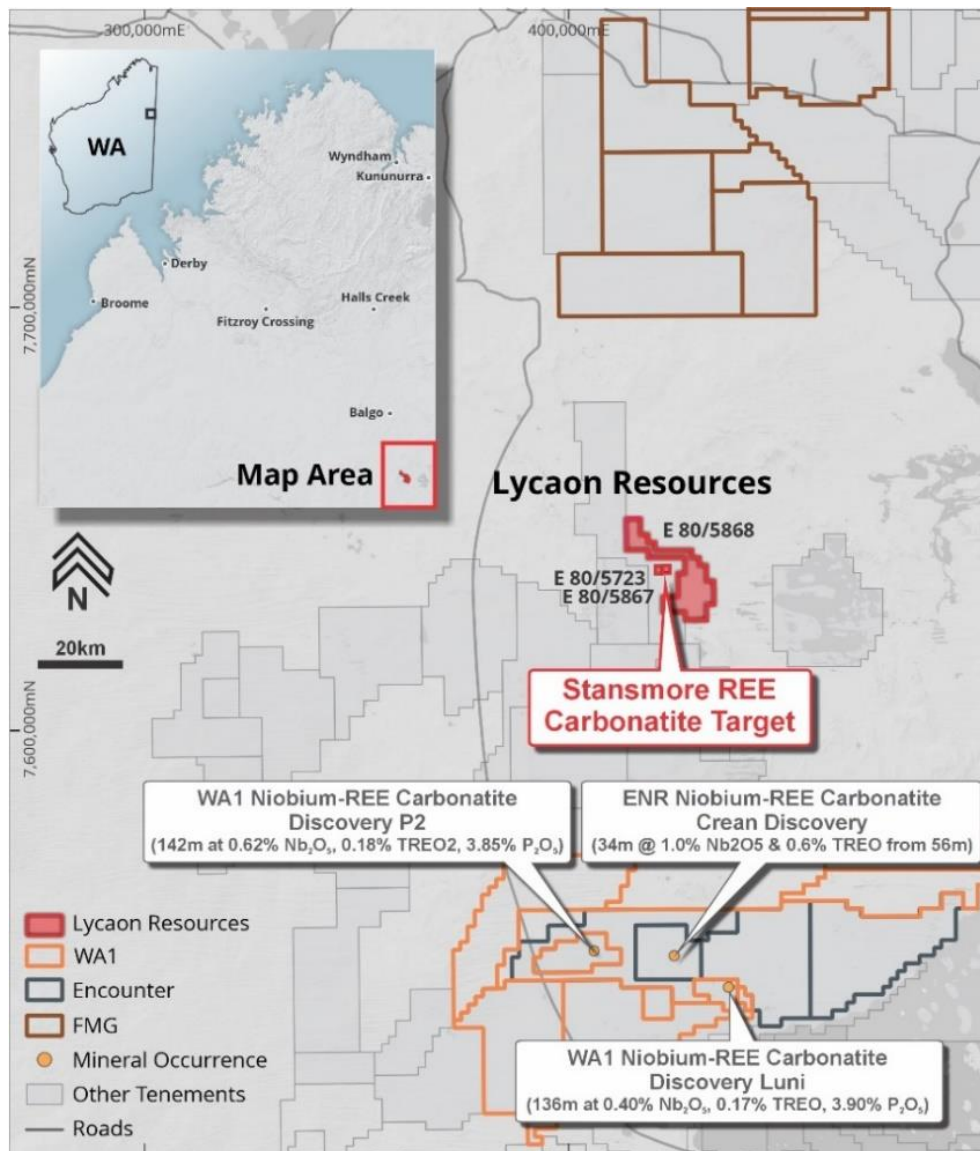 300,000mE
400,000mE
WA
Wyndham
Kununurra
Derby
Broome
Halls Creek
Fitzroy Crossing
Balgo
Map Area
7,700,000mN
Lycaon Resources
E 80/5868
E 80/5723
E 80/5867
N
20km
Stansmore REE
Carbonatite Target
7,600,000mN
WA1 Niobium-REE Carbonatite
Discovery P2
(142m at 0.62% Nb₂O₅, 0.18% TREO2, 3.85% P₂O₅)
ENR Niobium-REE Carbonatite
Crean Discovery
(34m @ 1.0% Nb2O5 & 0.6% TREO from 56m)
Lycaon Resources
WA1
Encounter
FMG
Mineral Occurrence
Other Tenements
Roads
WA1 Niobium-REE Carbonatite
Discovery Luni
(136m at 0.40% Nb₂O₅, 0.17% TREO, 3.90% P₂O₅)